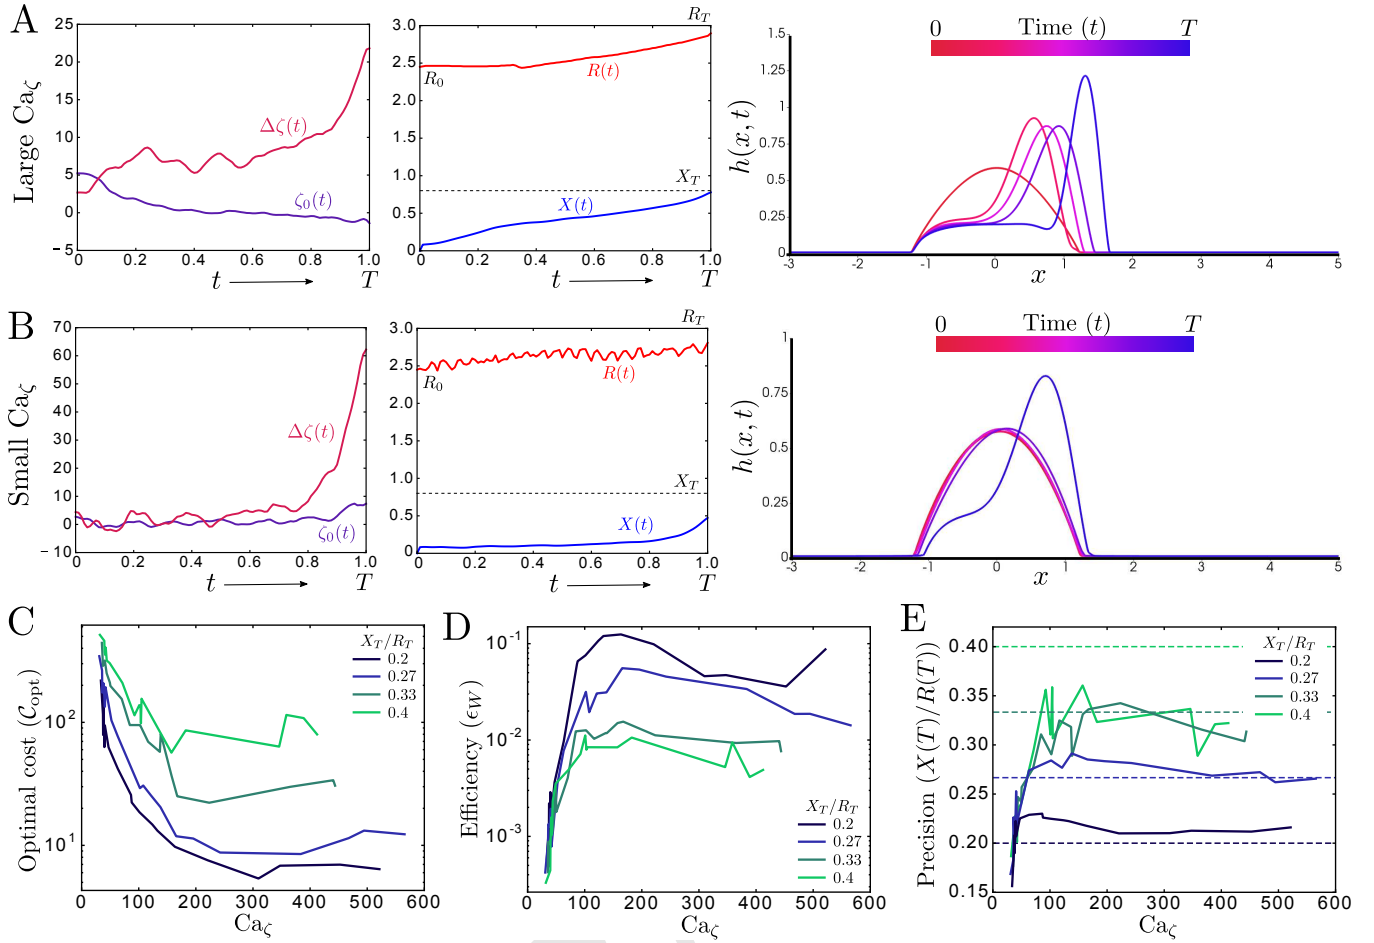 A
Large Ca_ζ
25
20
15
10
5
0
−5
Δζ(t)
ζ_0(t)
0.2 0.4 0.6 0.8 1.0
t ⟶ T
3.0
2.5
2.0
1.5
1.0
0.5
0
R_T
R_0
R(t)
X_T
X(t)
0 0.2 0.4 0.6 0.8 1.0
t ⟶ T
0 Time (t) T
h(x, t)
1.5
1.25
1
0.75
0.5
0.25
0
-3 -2 -1 0 1 2 3 4 5
x
B
Small Ca_ζ
70
60
50
40
30
20
10
0
−10
Δζ(t)
ζ_0(t)
0 0.2 0.4 0.6 0.8 1.0
t ⟶ T
3.0
2.5
2.0
1.5
1.0
0.5
0
R_T
R_0
R(t)
X_T
X(t)
0 0.2 0.4 0.6 0.8 1.0
t ⟶ T
0 Time (t) T
h(x, t)
1
0.75
0.5
0.25
0
-3 -2 -1 0 1 2 3 4 5
x
C
Optimal cost (𝒞_opt)
10^2
10^1
X_T/R_T
0.2
0.27
0.33
0.4
0 100 200 300 400 500 600
Ca_ζ
D
Efficiency (ϵ_W)
10^-1
10^-2
10^-3
X_T/R_T
0.2
0.27
0.33
0.4
0 100 200 300 400 500 600
Ca_ζ
E
Precision (X(T)/R(T))
0.40
0.35
0.30
0.25
0.20
0.15
X_T/R_T
0.2
0.27
0.33
0.4
0 100 200 300 400 500 600
Ca_ζ